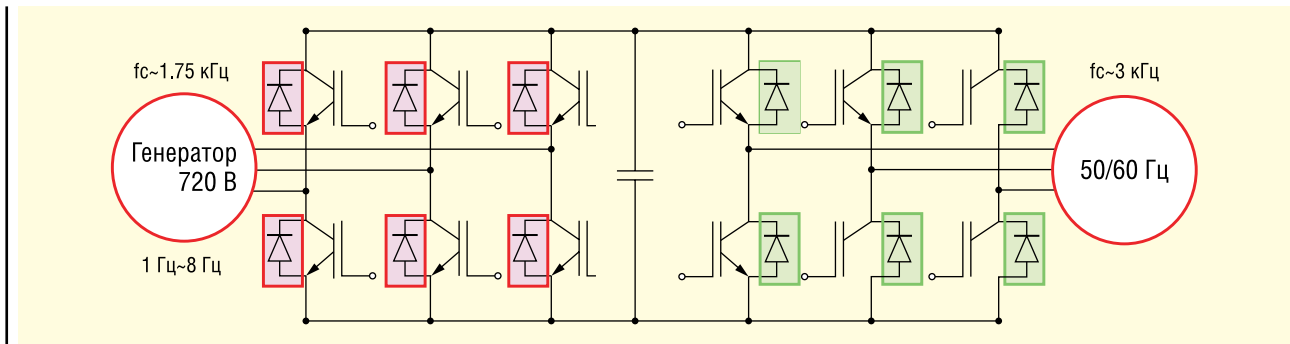 fc~1.75 кГц
Генератор
720 В
1 Гц~8 Гц
fc~3 кГц
50/60 Гц